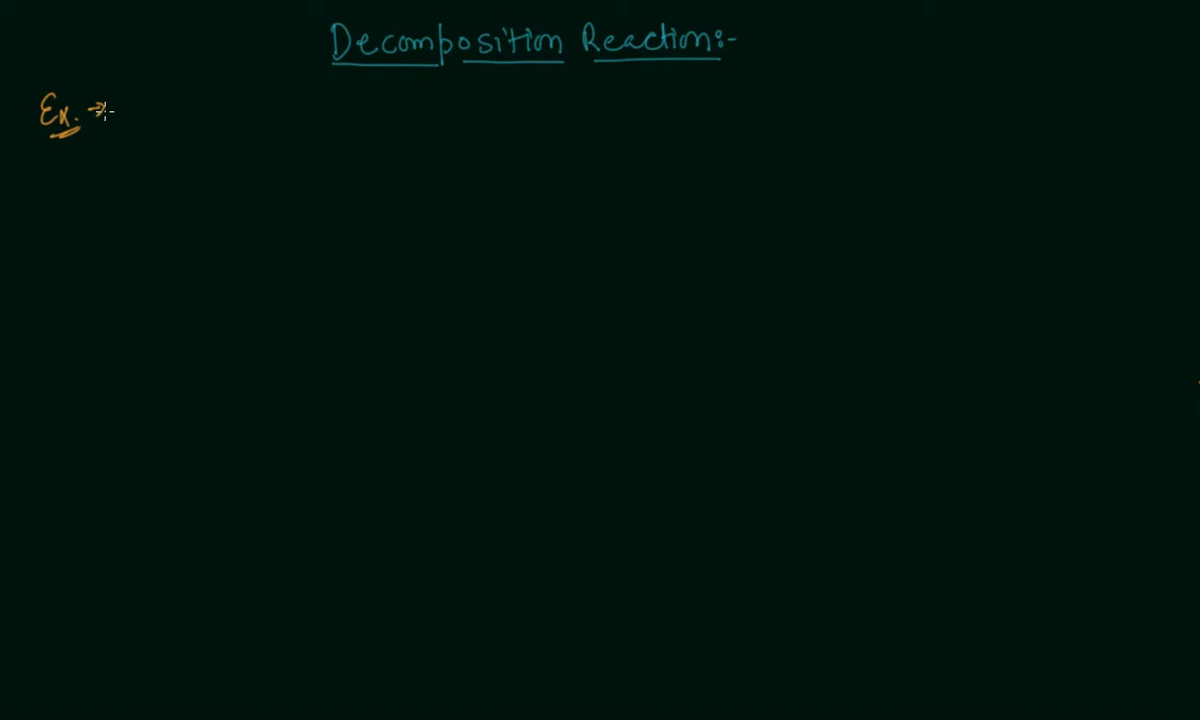 Decomposition Reaction:-
Ex. →